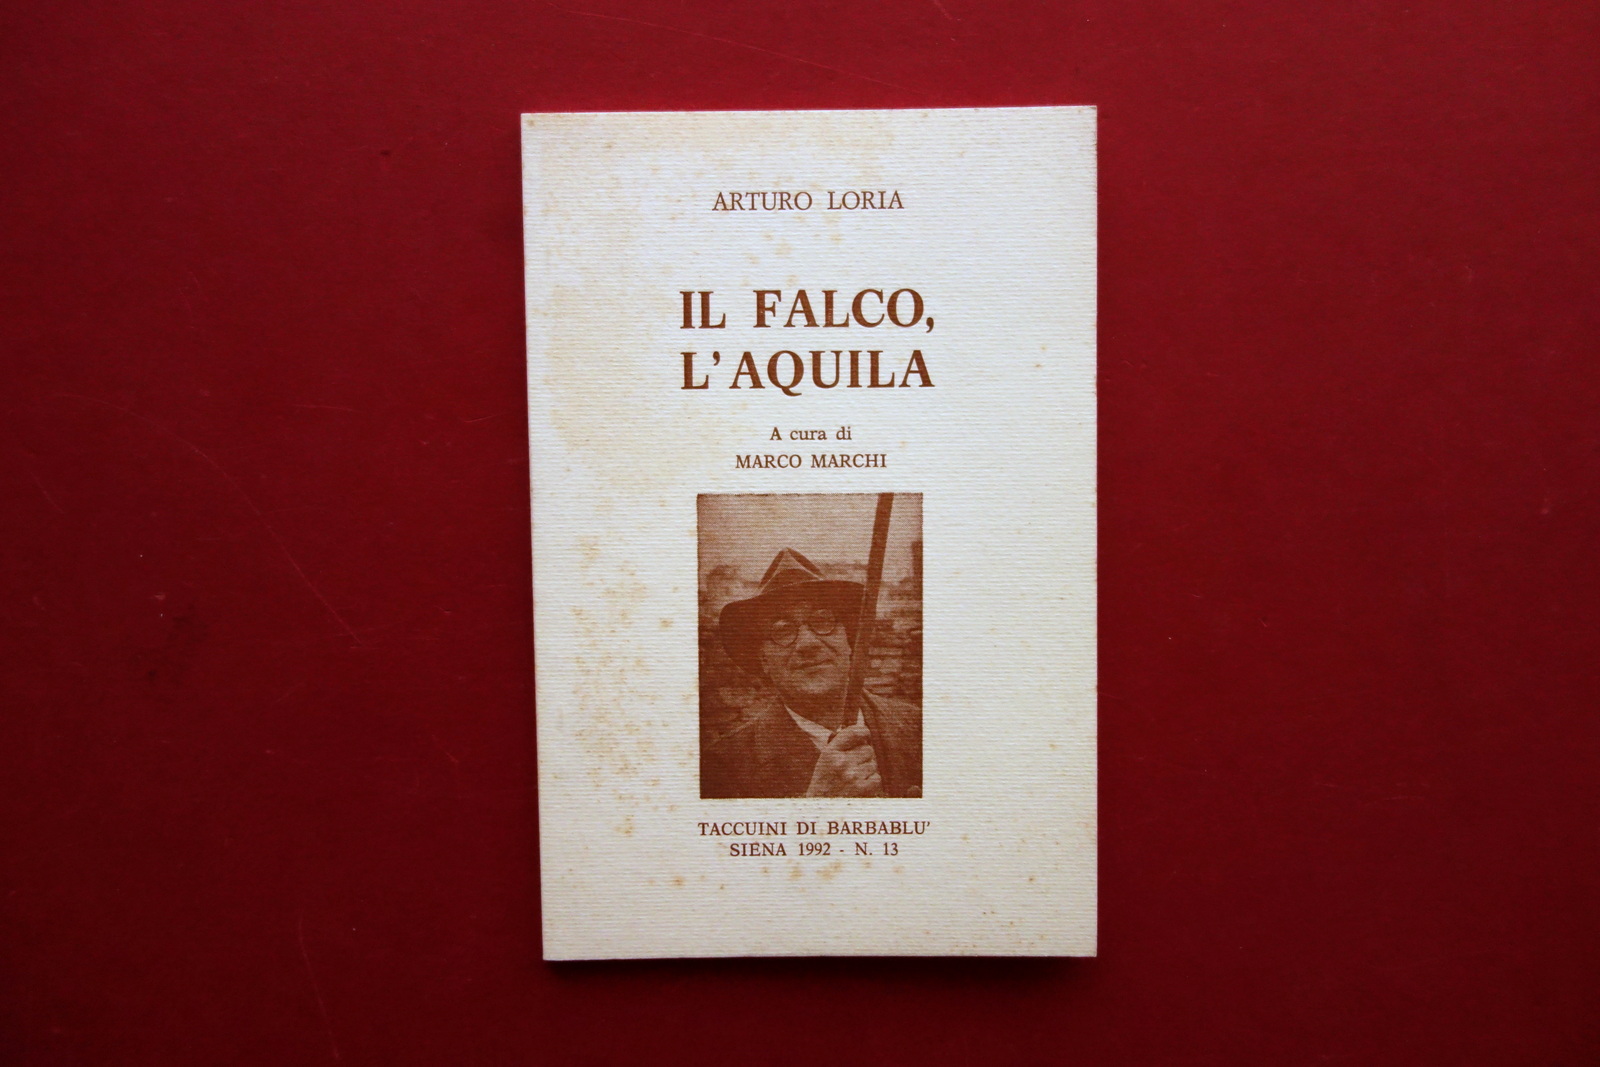 ARTURO LORIA
IL FALCO,
L'AQUILA
A cura di
MARCO MARCHI
TACCUINI DI BARBABLU'
SIENA 1992 - N. 13